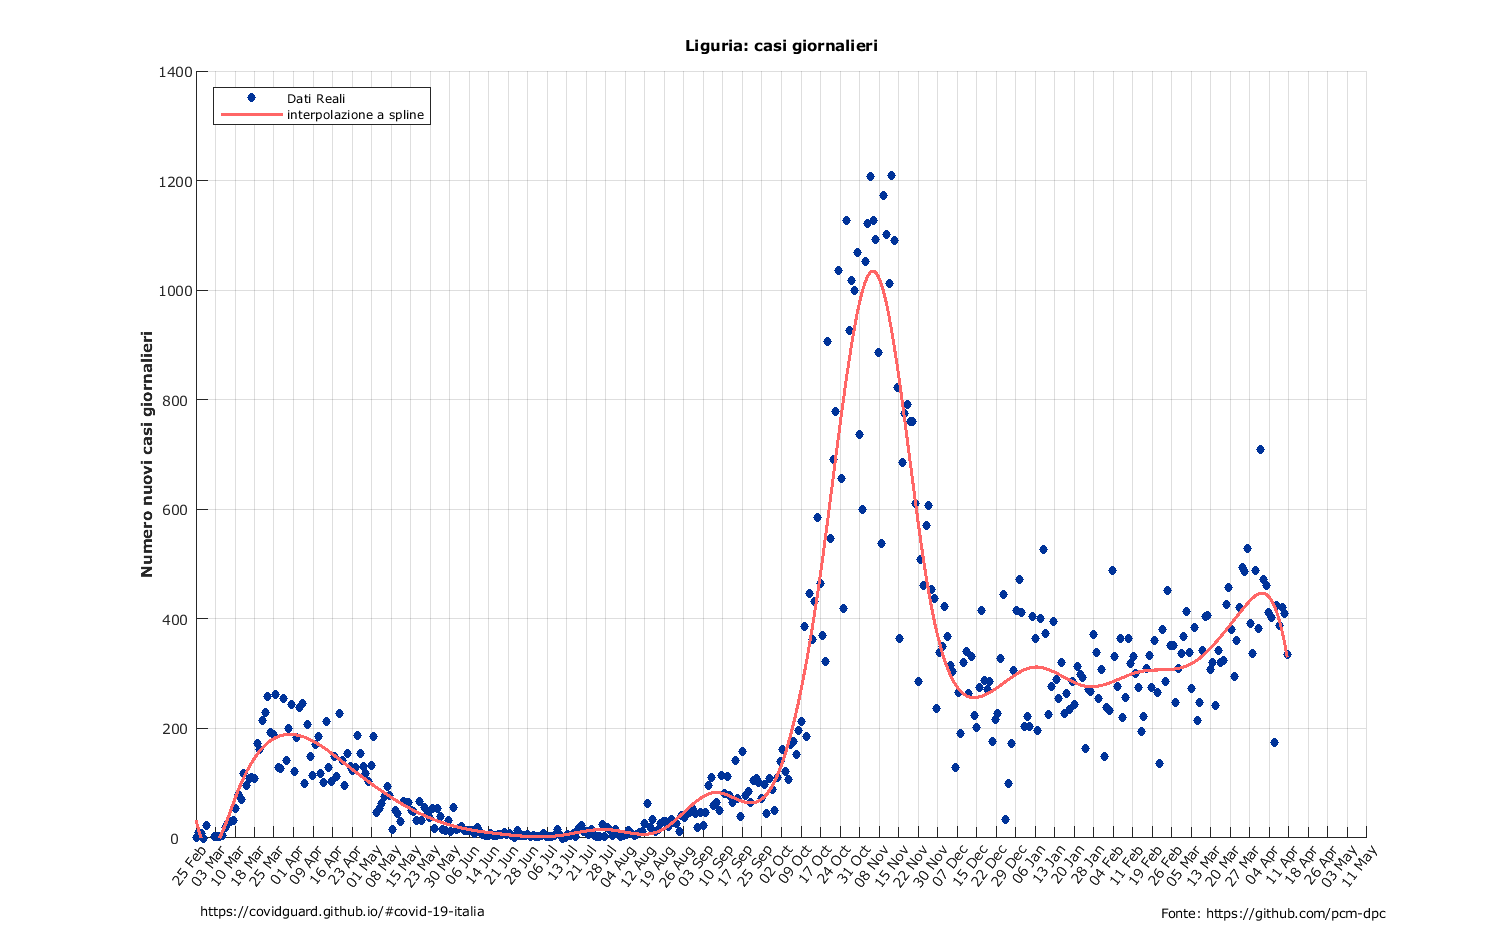 Liguria: casi giornalieri
Dati Reali
interpolazione a spline
Numero nuovi casi giornalieri
1400
1200
1000
800
600
400
200
0
25 Feb
03 Mar
10 Mar
18 Mar
25 Mar
01 Apr
09 Apr
16 Apr
23 Apr
01 May
08 May
15 May
23 May
30 May
06 Jun
14 Jun
21 Jun
28 Jun
06 Jul
13 Jul
21 Jul
28 Jul
04 Aug
12 Aug
19 Aug
26 Aug
03 Sep
10 Sep
17 Sep
25 Sep
02 Oct
09 Oct
17 Oct
24 Oct
31 Oct
08 Nov
15 Nov
22 Nov
30 Nov
07 Dec
15 Dec
22 Dec
29 Dec
06 Jan
13 Jan
20 Jan
28 Jan
04 Feb
11 Feb
19 Feb
26 Feb
05 Mar
13 Mar
20 Mar
27 Mar
04 Apr
11 Apr
18 Apr
26 Apr
03 May
11 May
https://covidguard.github.io/#covid-19-italia
Fonte: https://github.com/pcm-dpc